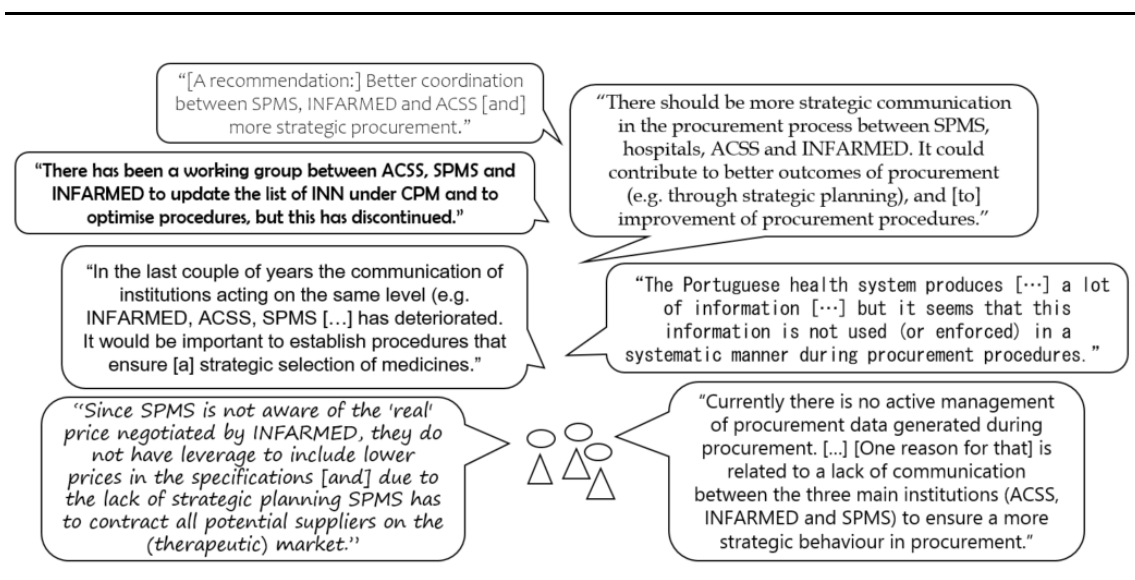 “[A recommendation:] Better coordination
between SPMS, INFARMED and ACSS [and]
more strategic procurement.”
“There should be more strategic communication
in the procurement process between SPMS,
hospitals, ACSS and INFARMED. It could
contribute to better outcomes of procurement
(e.g. through strategic planning), and [to]
improvement of procurement procedures.”
“There has been a working group between ACSS, SPMS and
INFARMED to update the list of INN under CPM and to
optimise procedures, but this has discontinued.”
“In the last couple of years the communication of
institutions acting on the same level (e.g.
INFARMED, ACSS, SPMS […] has deteriorated.
It would be important to establish procedures that
ensure [a] strategic selection of medicines.”
“The Portuguese health system produces […] a lot
of information […] but it seems that this
information is not used (or enforced) in a
systematic manner during procurement procedures.”
“Since SPMS is not aware of the 'real'
price negotiated by INFARMED, they do
not have leverage to include lower
prices in the specifications [and] due to
the lack of strategic planning SPMS has
to contract all potential suppliers on the
(therapeutic) market.”
“Currently there is no active management
of procurement data generated during
procurement. […] [One reason for that] is
related to a lack of communication
between the three main institutions (ACSS,
INFARMED and SPMS) to ensure a more
strategic behaviour in procurement.”